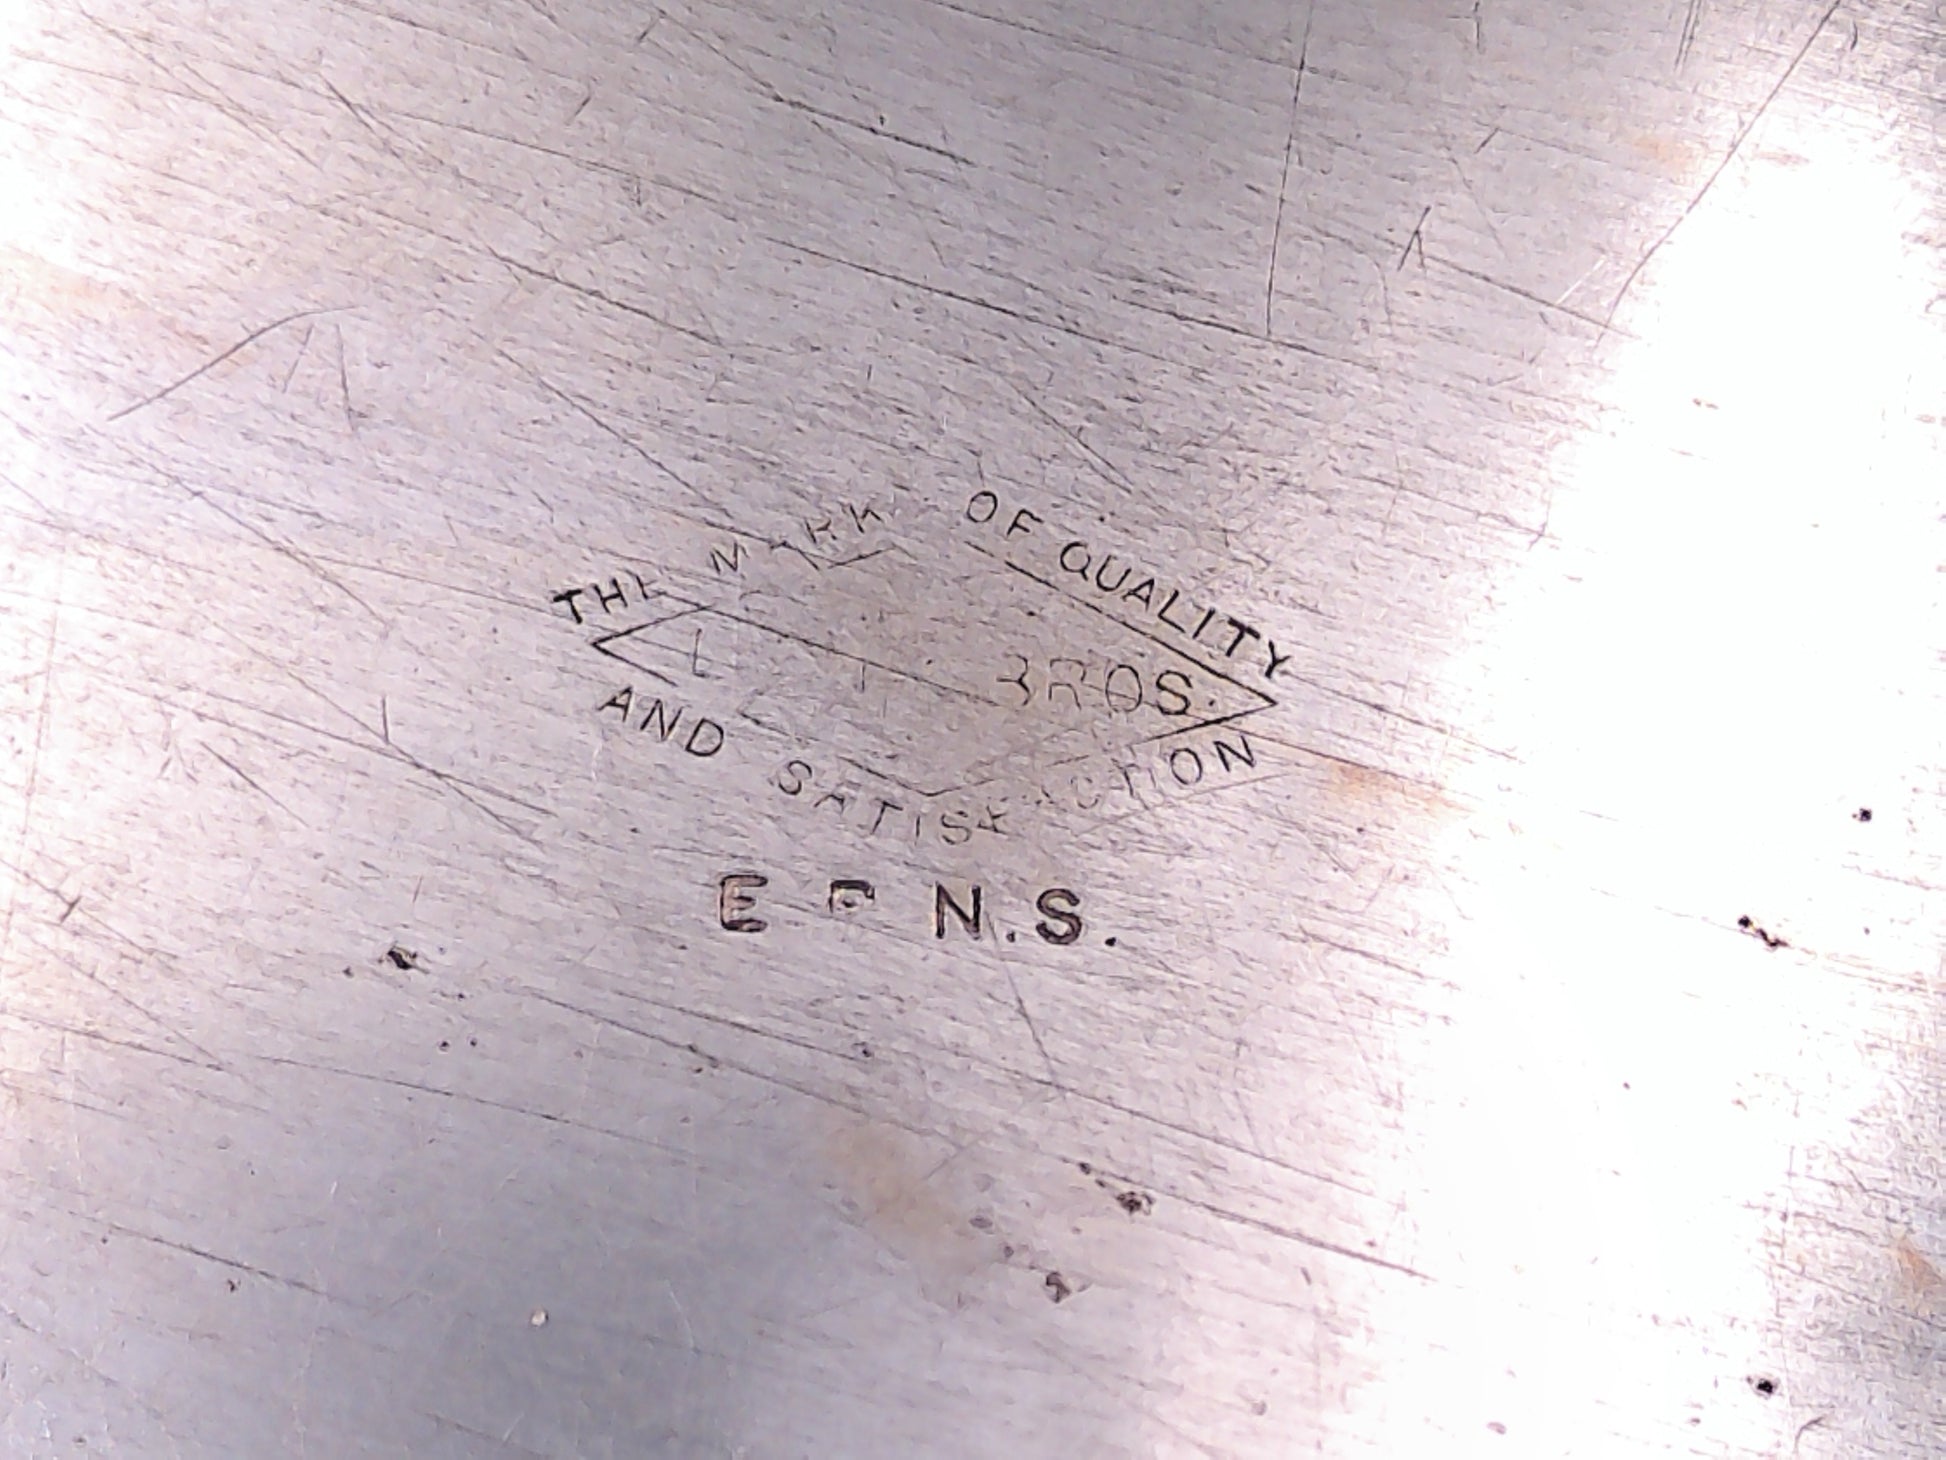 THE MARK OF QUALITY
BROS.
AND SATISFACTION
E P N.S.